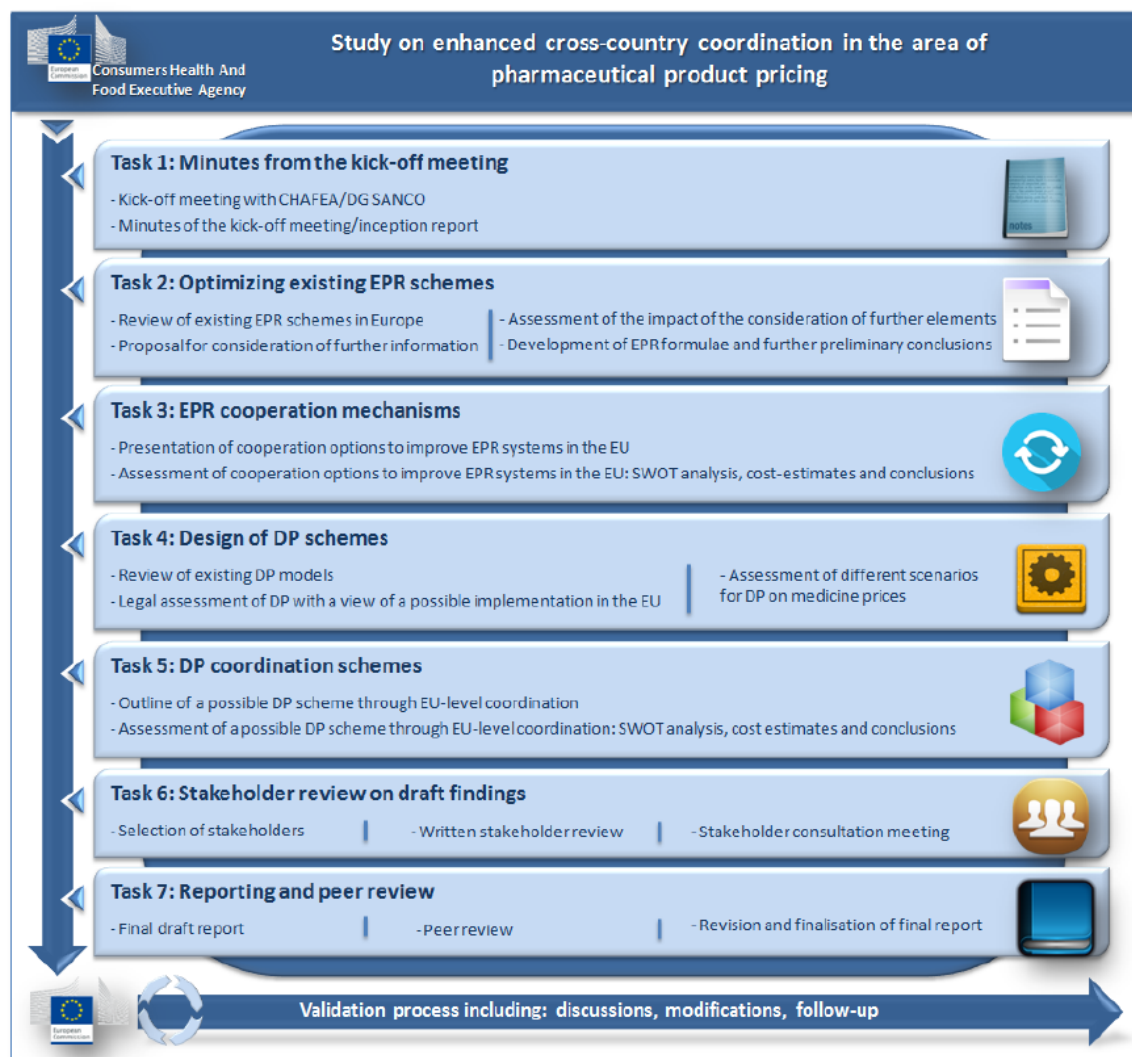 Study on enhanced cross-country coordination in the area of
pharmaceutical product pricing
European
Commission
Consumers Health And
Food Executive Agency
Task 1: Minutes from the kick-off meeting
- Kick-off meeting with CHAFEA/DG SANCO
- Minutes of the kick-off meeting/inception report
notes
Task 2: Optimizing existing EPR schemes
- Review of existing EPR schemes in Europe
- Proposal for consideration of further information
- Assessment of the impact of the consideration of further elements
- Development of EPR formulae and further preliminary conclusions
Task 3: EPR cooperation mechanisms
- Presentation of cooperation options to improve EPR systems in the EU
- Assessment of cooperation options to improve EPR systems in the EU: SWOT analysis, cost-estimates and conclusions
Task 4: Design of DP schemes
- Review of existing DP models
- Legal assessment of DP with a view of a possible implementation in the EU
- Assessment of different scenarios
for DP on medicine prices
Task 5: DP coordination schemes
- Outline of a possible DP scheme through EU-level coordination
- Assessment of a possible DP scheme through EU-level coordination: SWOT analysis, cost estimates and conclusions
Task 6: Stakeholder review on draft findings
- Selection of stakeholders
- Written stakeholder review
- Stakeholder consultation meeting
Task 7: Reporting and peer review
- Final draft report
- Peer review
- Revision and finalisation of final report
European
Commission
Validation process including: discussions, modifications, follow-up